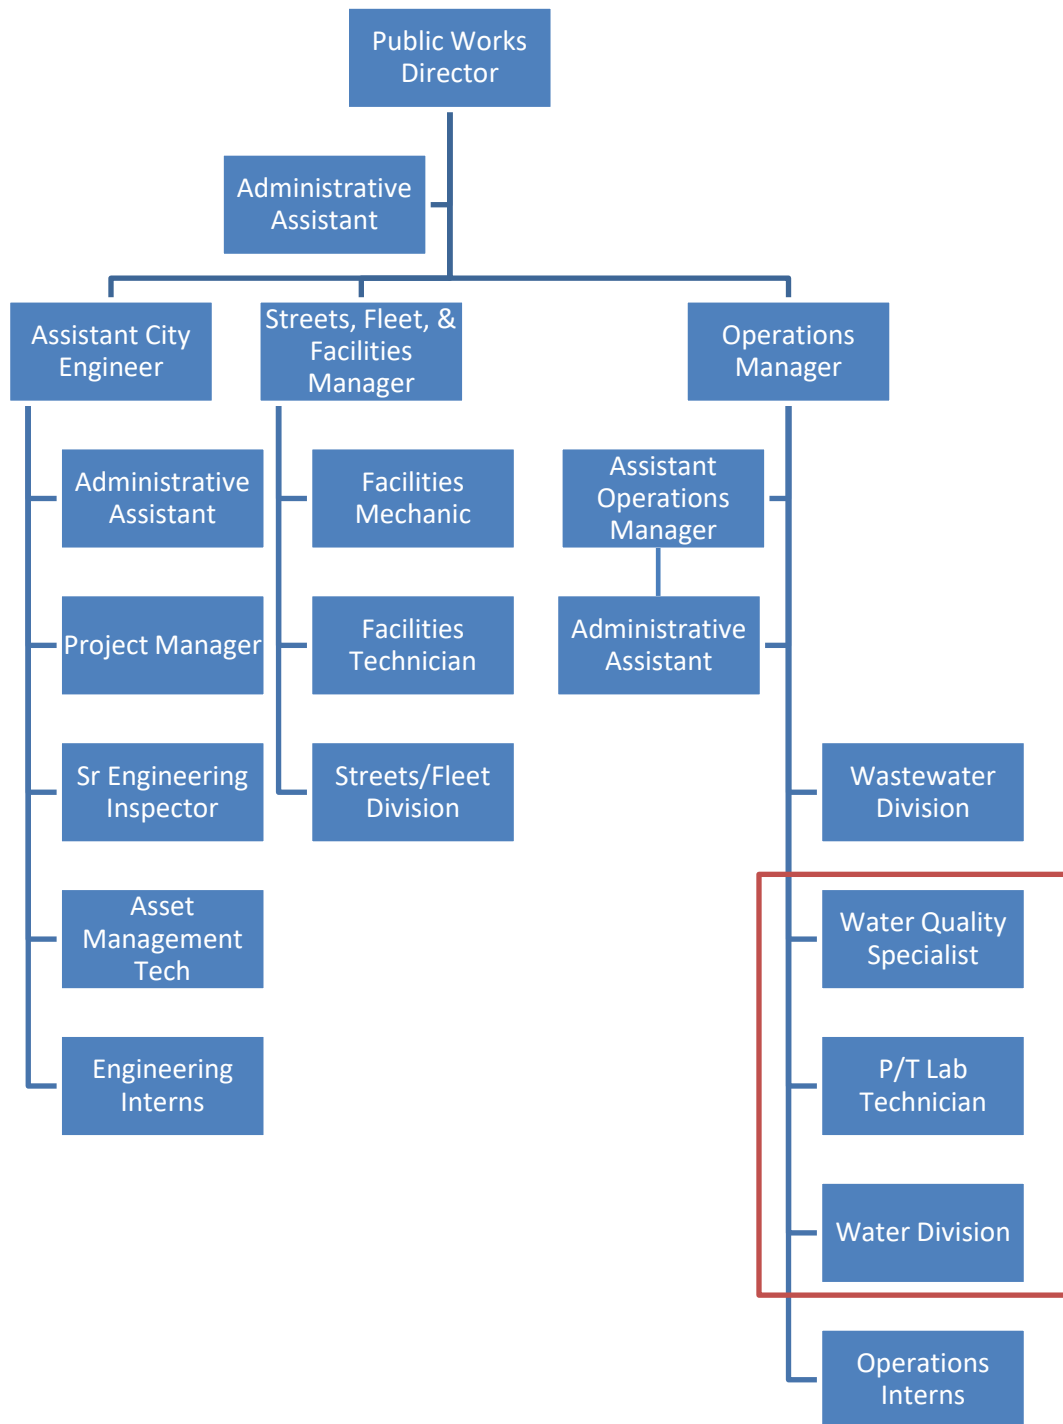 Public Works
Director
Administrative
Assistant
Assistant City
Engineer
Streets, Fleet, &
Facilities
Manager
Operations
Manager
Administrative
Assistant
Project Manager
Sr Engineering
Inspector
Asset
Management
Tech
Engineering
Interns
Facilities
Mechanic
Facilities
Technician
Streets/Fleet
Division
Assistant
Operations
Manager
Administrative
Assistant
Wastewater
Division
Water Quality
Specialist
P/T Lab
Technician
Water Division
Operations
Interns